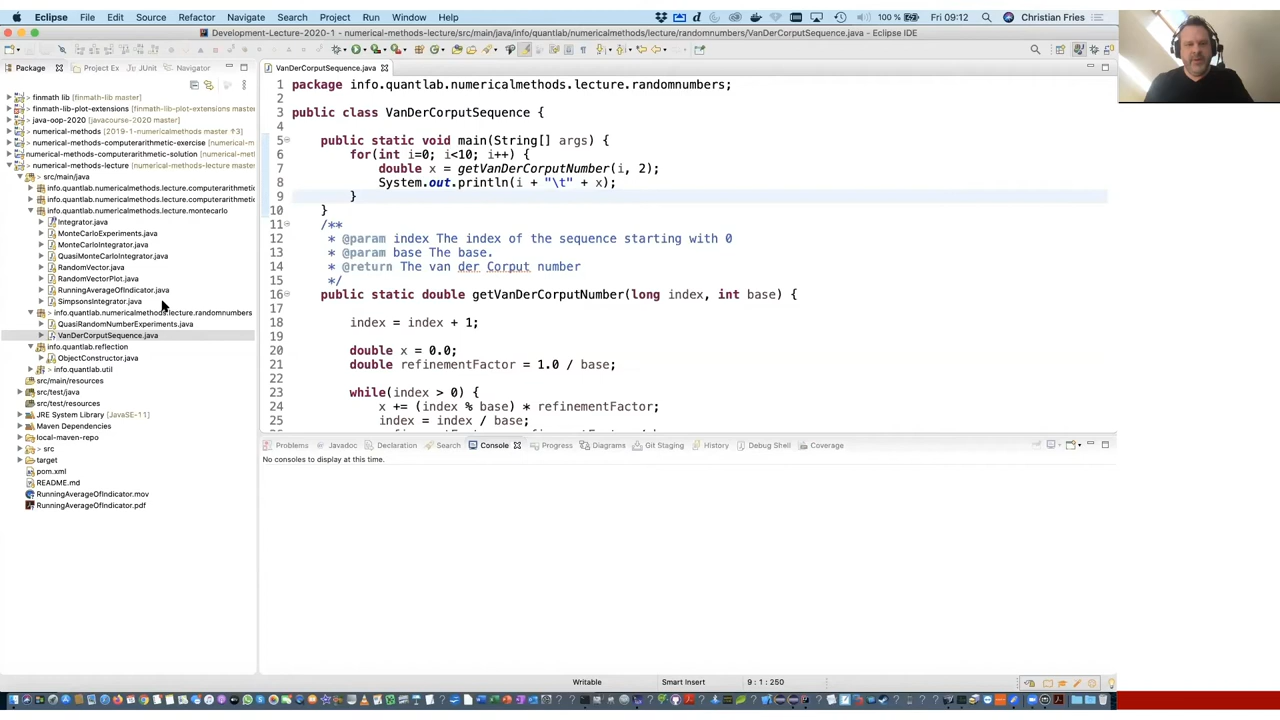 Eclipse File Edit Source Refactor Navigate Search Project Run Window Help 100 % Fri 09:12 Christian Fries
Development-Lecture-2020-1 - numerical-methods-lecture/src/main/java/info/quantlab/numericalmethods/lecture/randomnumbers/VanDerCorputSequence.java - Eclipse IDE
Package Project Ex JUnit Navigator
finmath lib (finmath-lib master)
finmath-lib-plot-extensions (finmath-lib-plot-extensions
java-oop-2020 (javacourse-2020 master)
numerical-methods (2019-1-numericalmethods master ↑3)
numerical-methods-computerarithmetic-exercise (numerical-m
numerical-methods-computerarithmetic-solution (numerical-met
numerical-methods-lecture (numerical-methods-lecture master
src/main/java
info.quantlab.numericalmethods.lecture.computerarithmetic
info.quantlab.numericalmethods.lecture.computerarithmetic
info.quantlab.numericalmethods.lecture.montecarlo
Integrator.java
MonteCarloExperiments.java
MonteCarloIntegrator.java
QuasiMonteCarloIntegrator.java
RandomVector.java
RandomVectorPlot.java
RunningAverageOfIndicator.java
SimpsonsIntegrator.java
info.quantlab.numericalmethods.lecture.randomnumbers
QuasiRandomNumberExperiments.java
VanDerCorputSequence.java
info.quantlab.reflection
ObjectConstructor.java
info.quantlab.util
src/main/resources
src/test/java
src/test/resources
JRE System Library [JavaSE-11]
Maven Dependencies
local-maven-repo
src
target
pom.xml
README.md
RunningAverageOfIndicator.mov
RunningAverageOfIndicator.pdf
VanDerCorputSequence.java
1 package info.quantlab.numericalmethods.lecture.randomnumbers;
2
3 public class VanDerCorputSequence {
4
5 public static void main(String[] args) {
6 for(int i=0; i<10; i++) {
7 double x = getVanDerCorputNumber(i, 2);
8 System.out.println(i + "\t" + x);
9 }
10 }
11 /**
12 * @param index The index of the sequence starting with 0
13 * @param base The base.
14 * @return The van der Corput number
15 */
16 public static double getVanDerCorputNumber(long index, int base) {
17
18 index = index + 1;
19
20 double x = 0.0;
21 double refinementFactor = 1.0 / base;
22
23 while(index > 0) {
24 x += (index % base) * refinementFactor;
25 index = index / base;
Problems Javadoc Declaration Search Console Progress Diagrams Git Staging History Debug Shell Coverage
No consoles to display at this time.
Writable Smart Insert 9 : 1 : 250